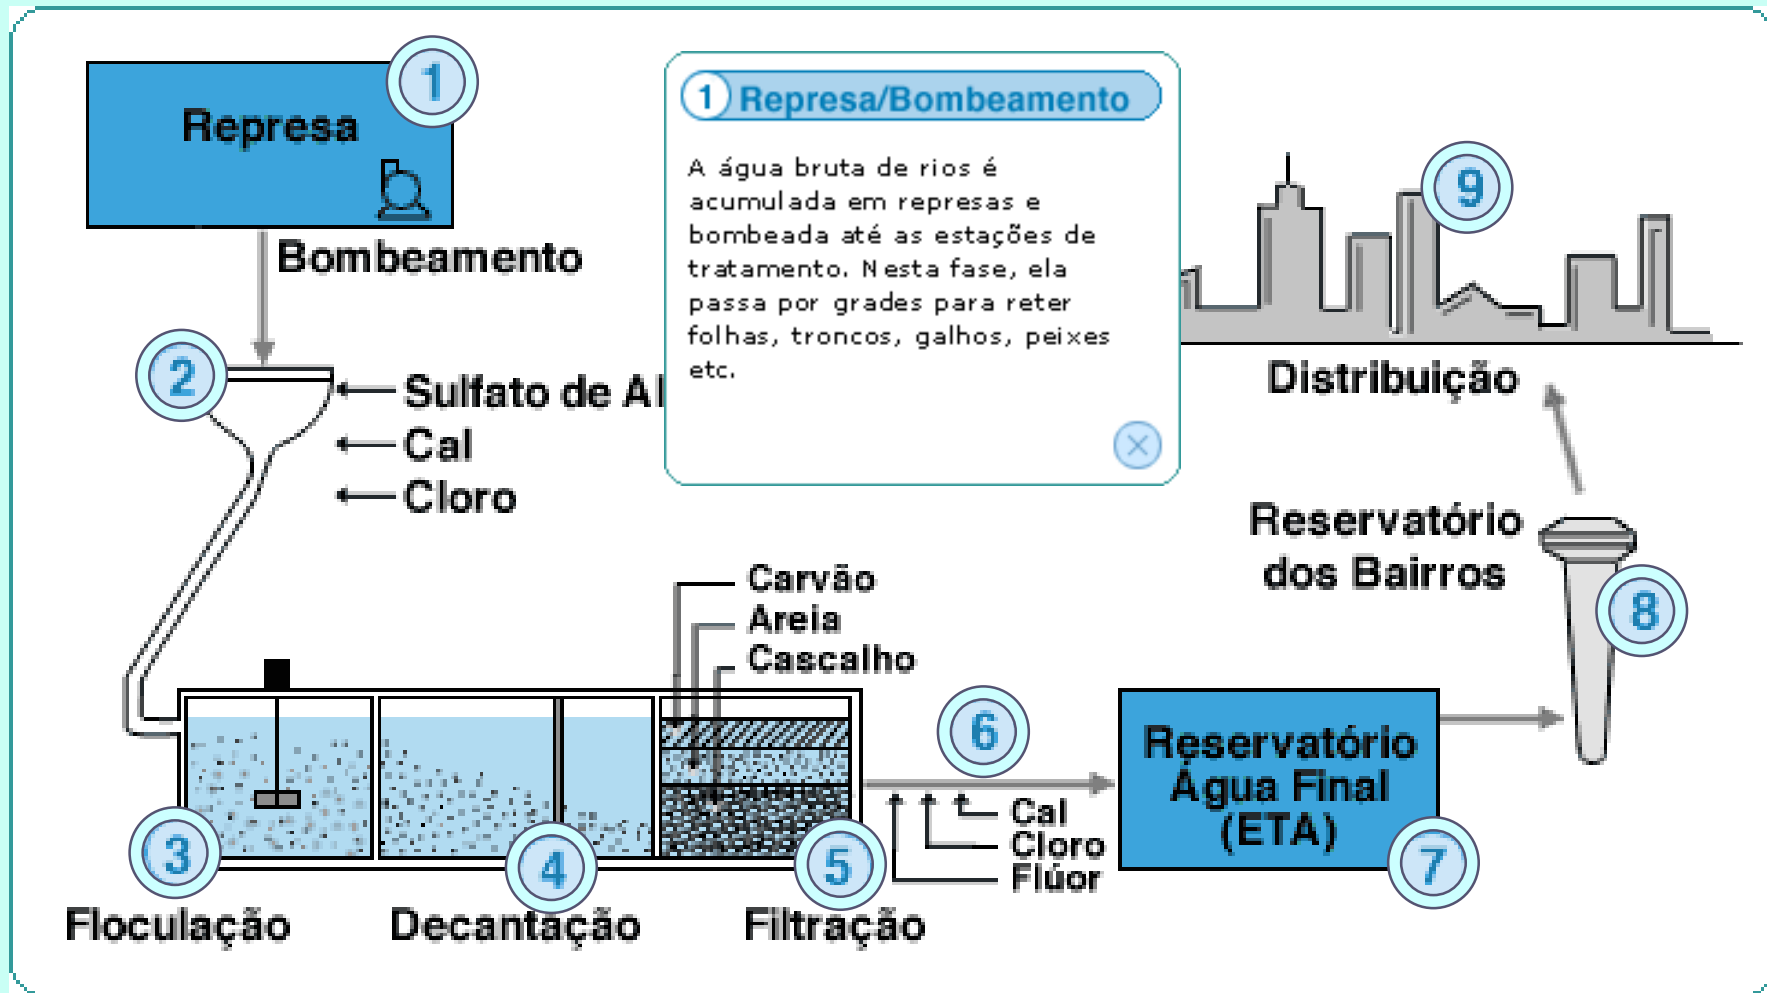 1
Represa
Bombeamento
1 Represa/Bombeamento
A água bruta de rios é
acumulada em represas e
bombeada até as estações de
tratamento. Nesta fase, ela
passa por grades para reter
folhas, troncos, galhos, peixes
etc.
2
Sulfato de Al
Cal
Cloro
3
Floculação
4
Decantação
Carvão
Areia
Cascalho
5
Filtração
6
Cal
Cloro
Flúor
Reservatório
Água Final
(ETA)
7
Reservatório
dos Bairros
8
9
Distribuição